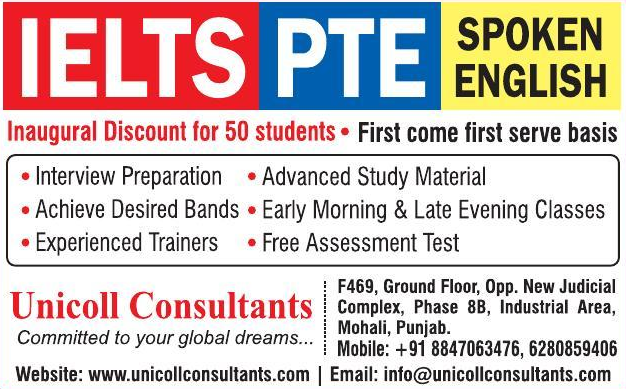 IELTS PTE SPOKEN
ENGLISH
Inaugural Discount for 50 students • First come first serve basis
• Interview Preparation • Advanced Study Material
• Achieve Desired Bands • Early Morning & Late Evening Classes
• Experienced Trainers • Free Assessment Test
Unicoll Consultants
Committed to your global dreams...
F469, Ground Floor, Opp. New Judicial
Complex, Phase 8B, Industrial Area,
Mohali, Punjab.
Mobile: +91 8847063476, 6280859406
Website: www.unicollconsultants.com | Email: info@unicollconsultants.com